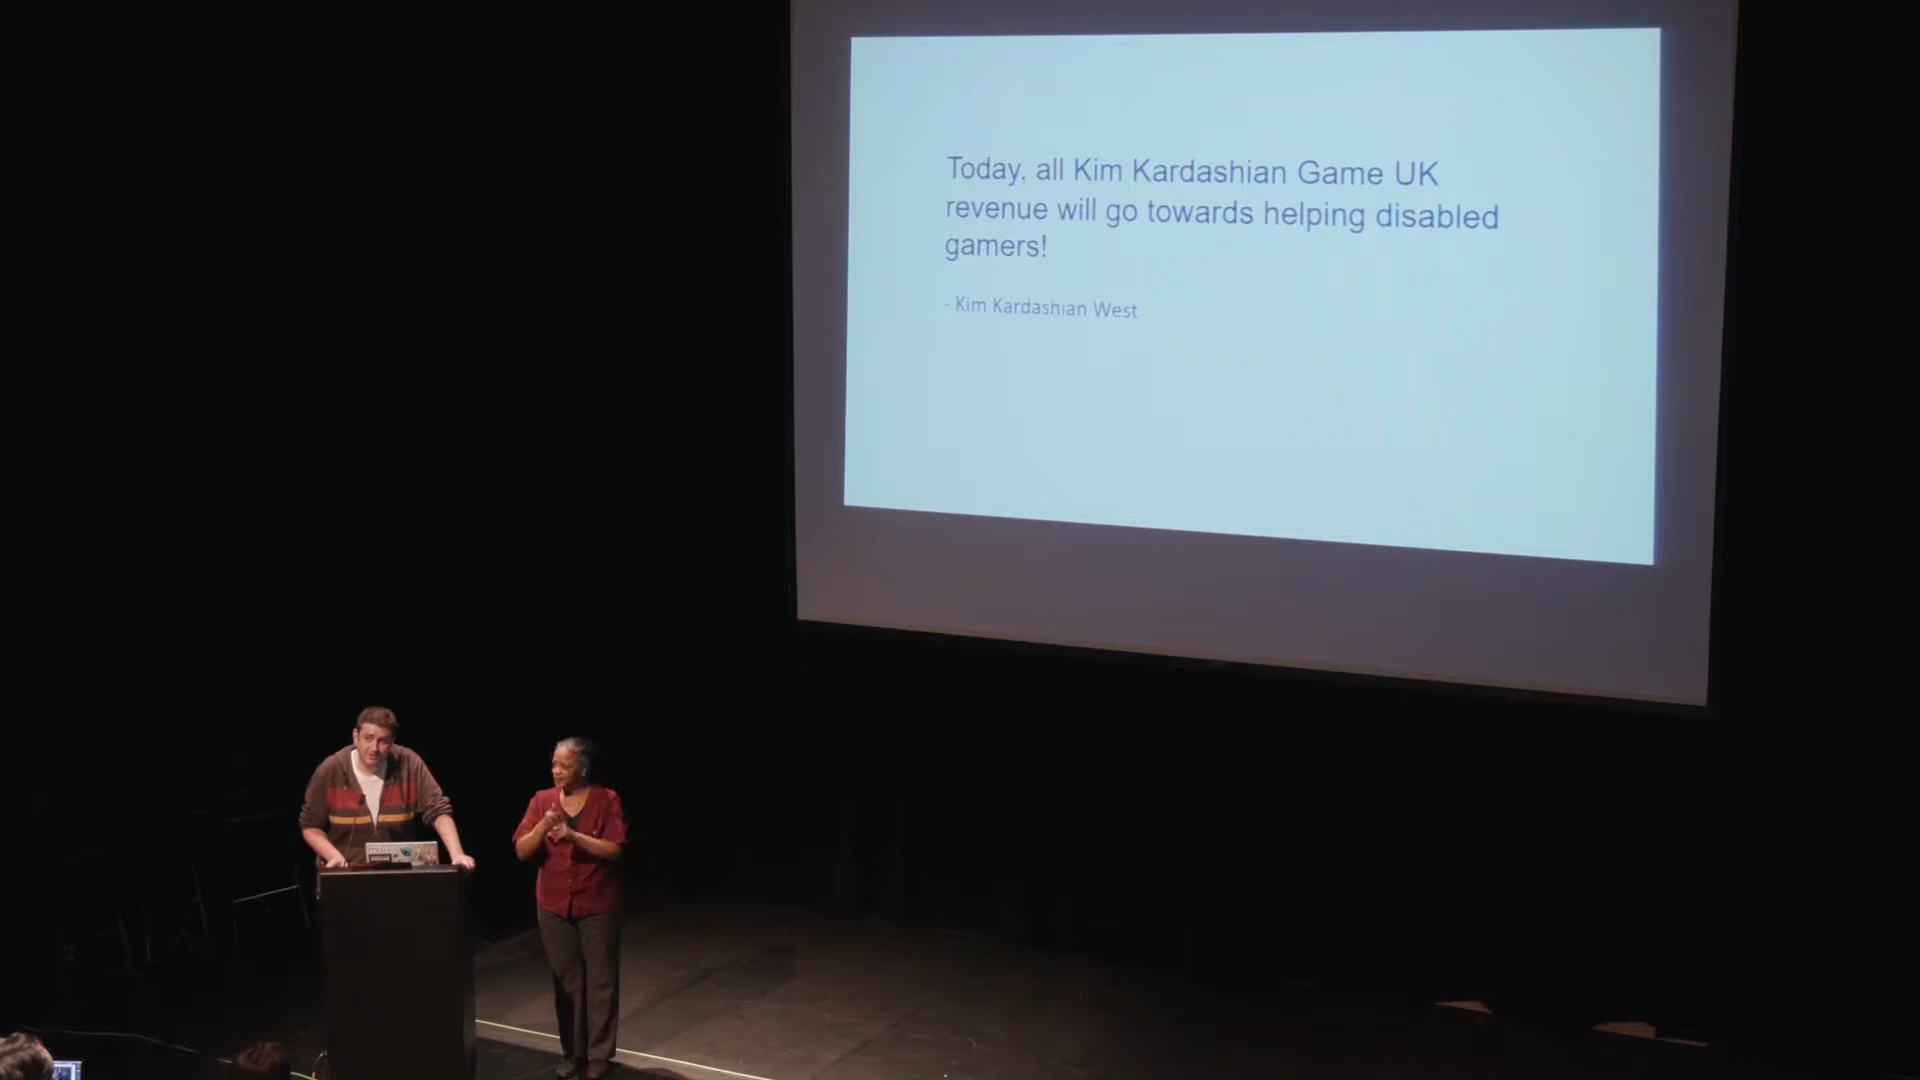 Today, all Kim Kardashian Game UK
revenue will go towards helping disabled
gamers!
- Kim Kardashian West